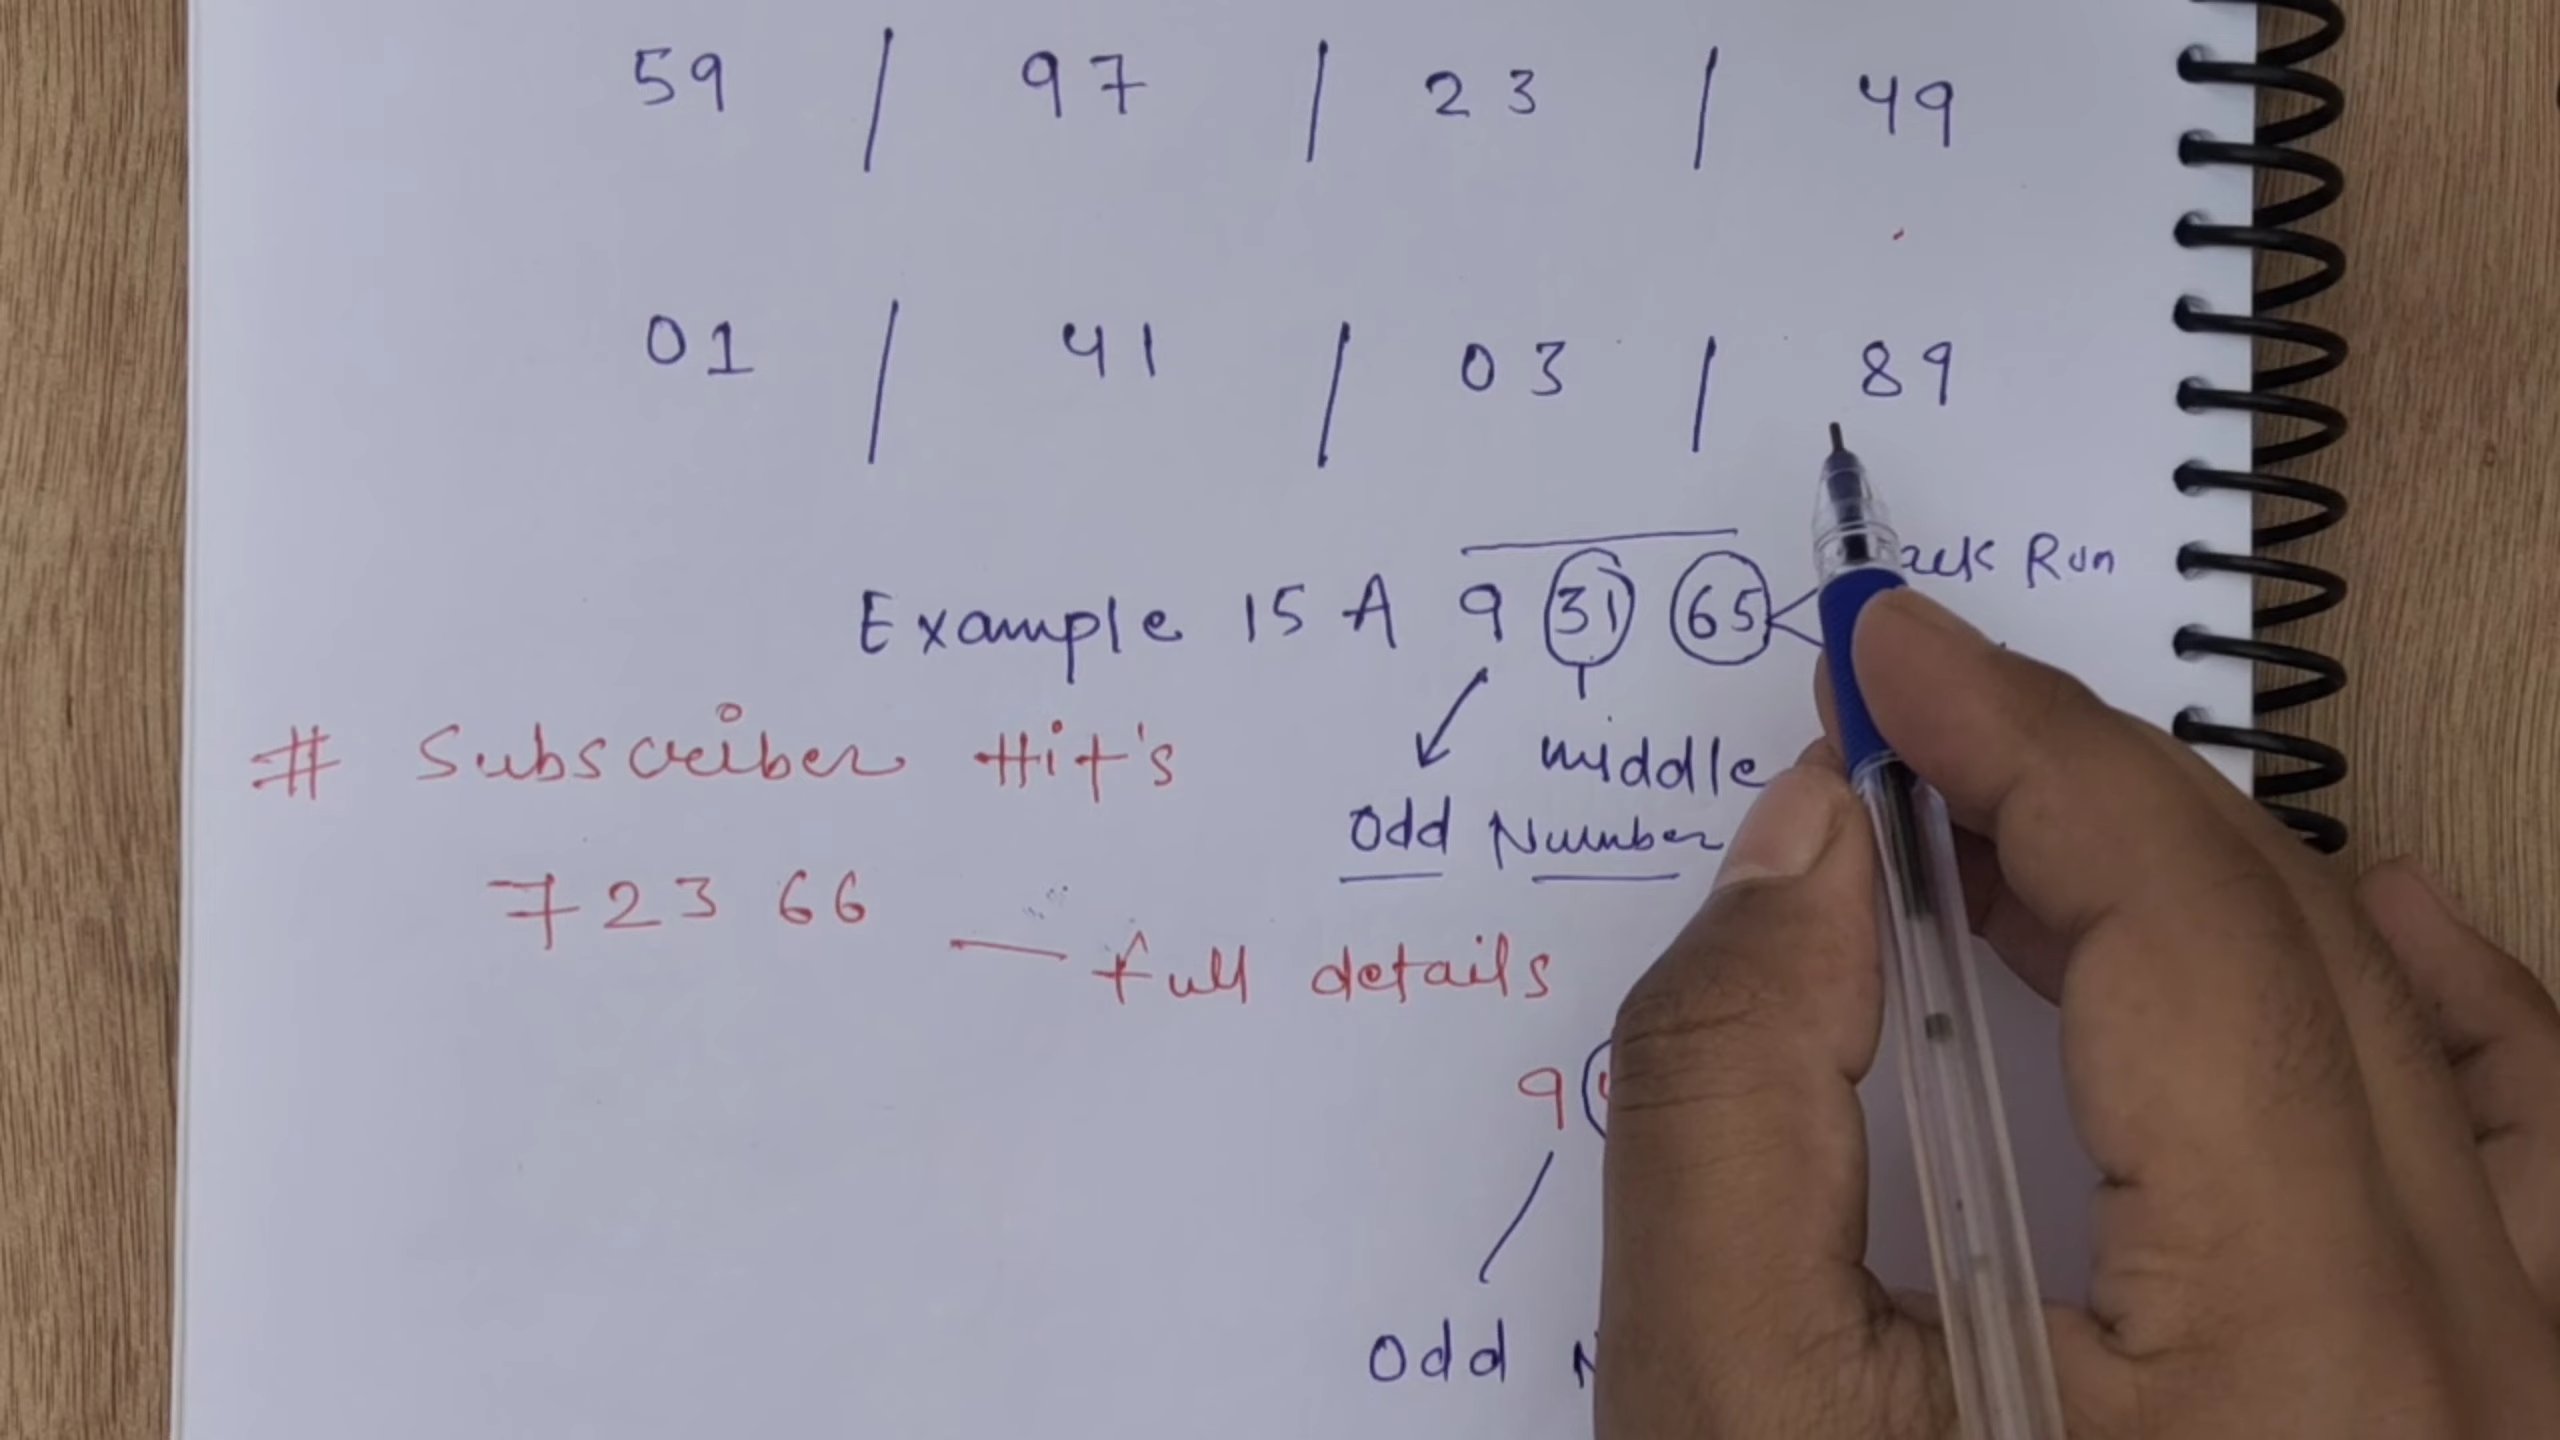 59 / 97 / 23 / 49
01 / 41 / 03 / 89
Run
Example 15 A 9 31 65
# Subscriber Hit's
middle
Odd Number
72366 — full details
9
Odd